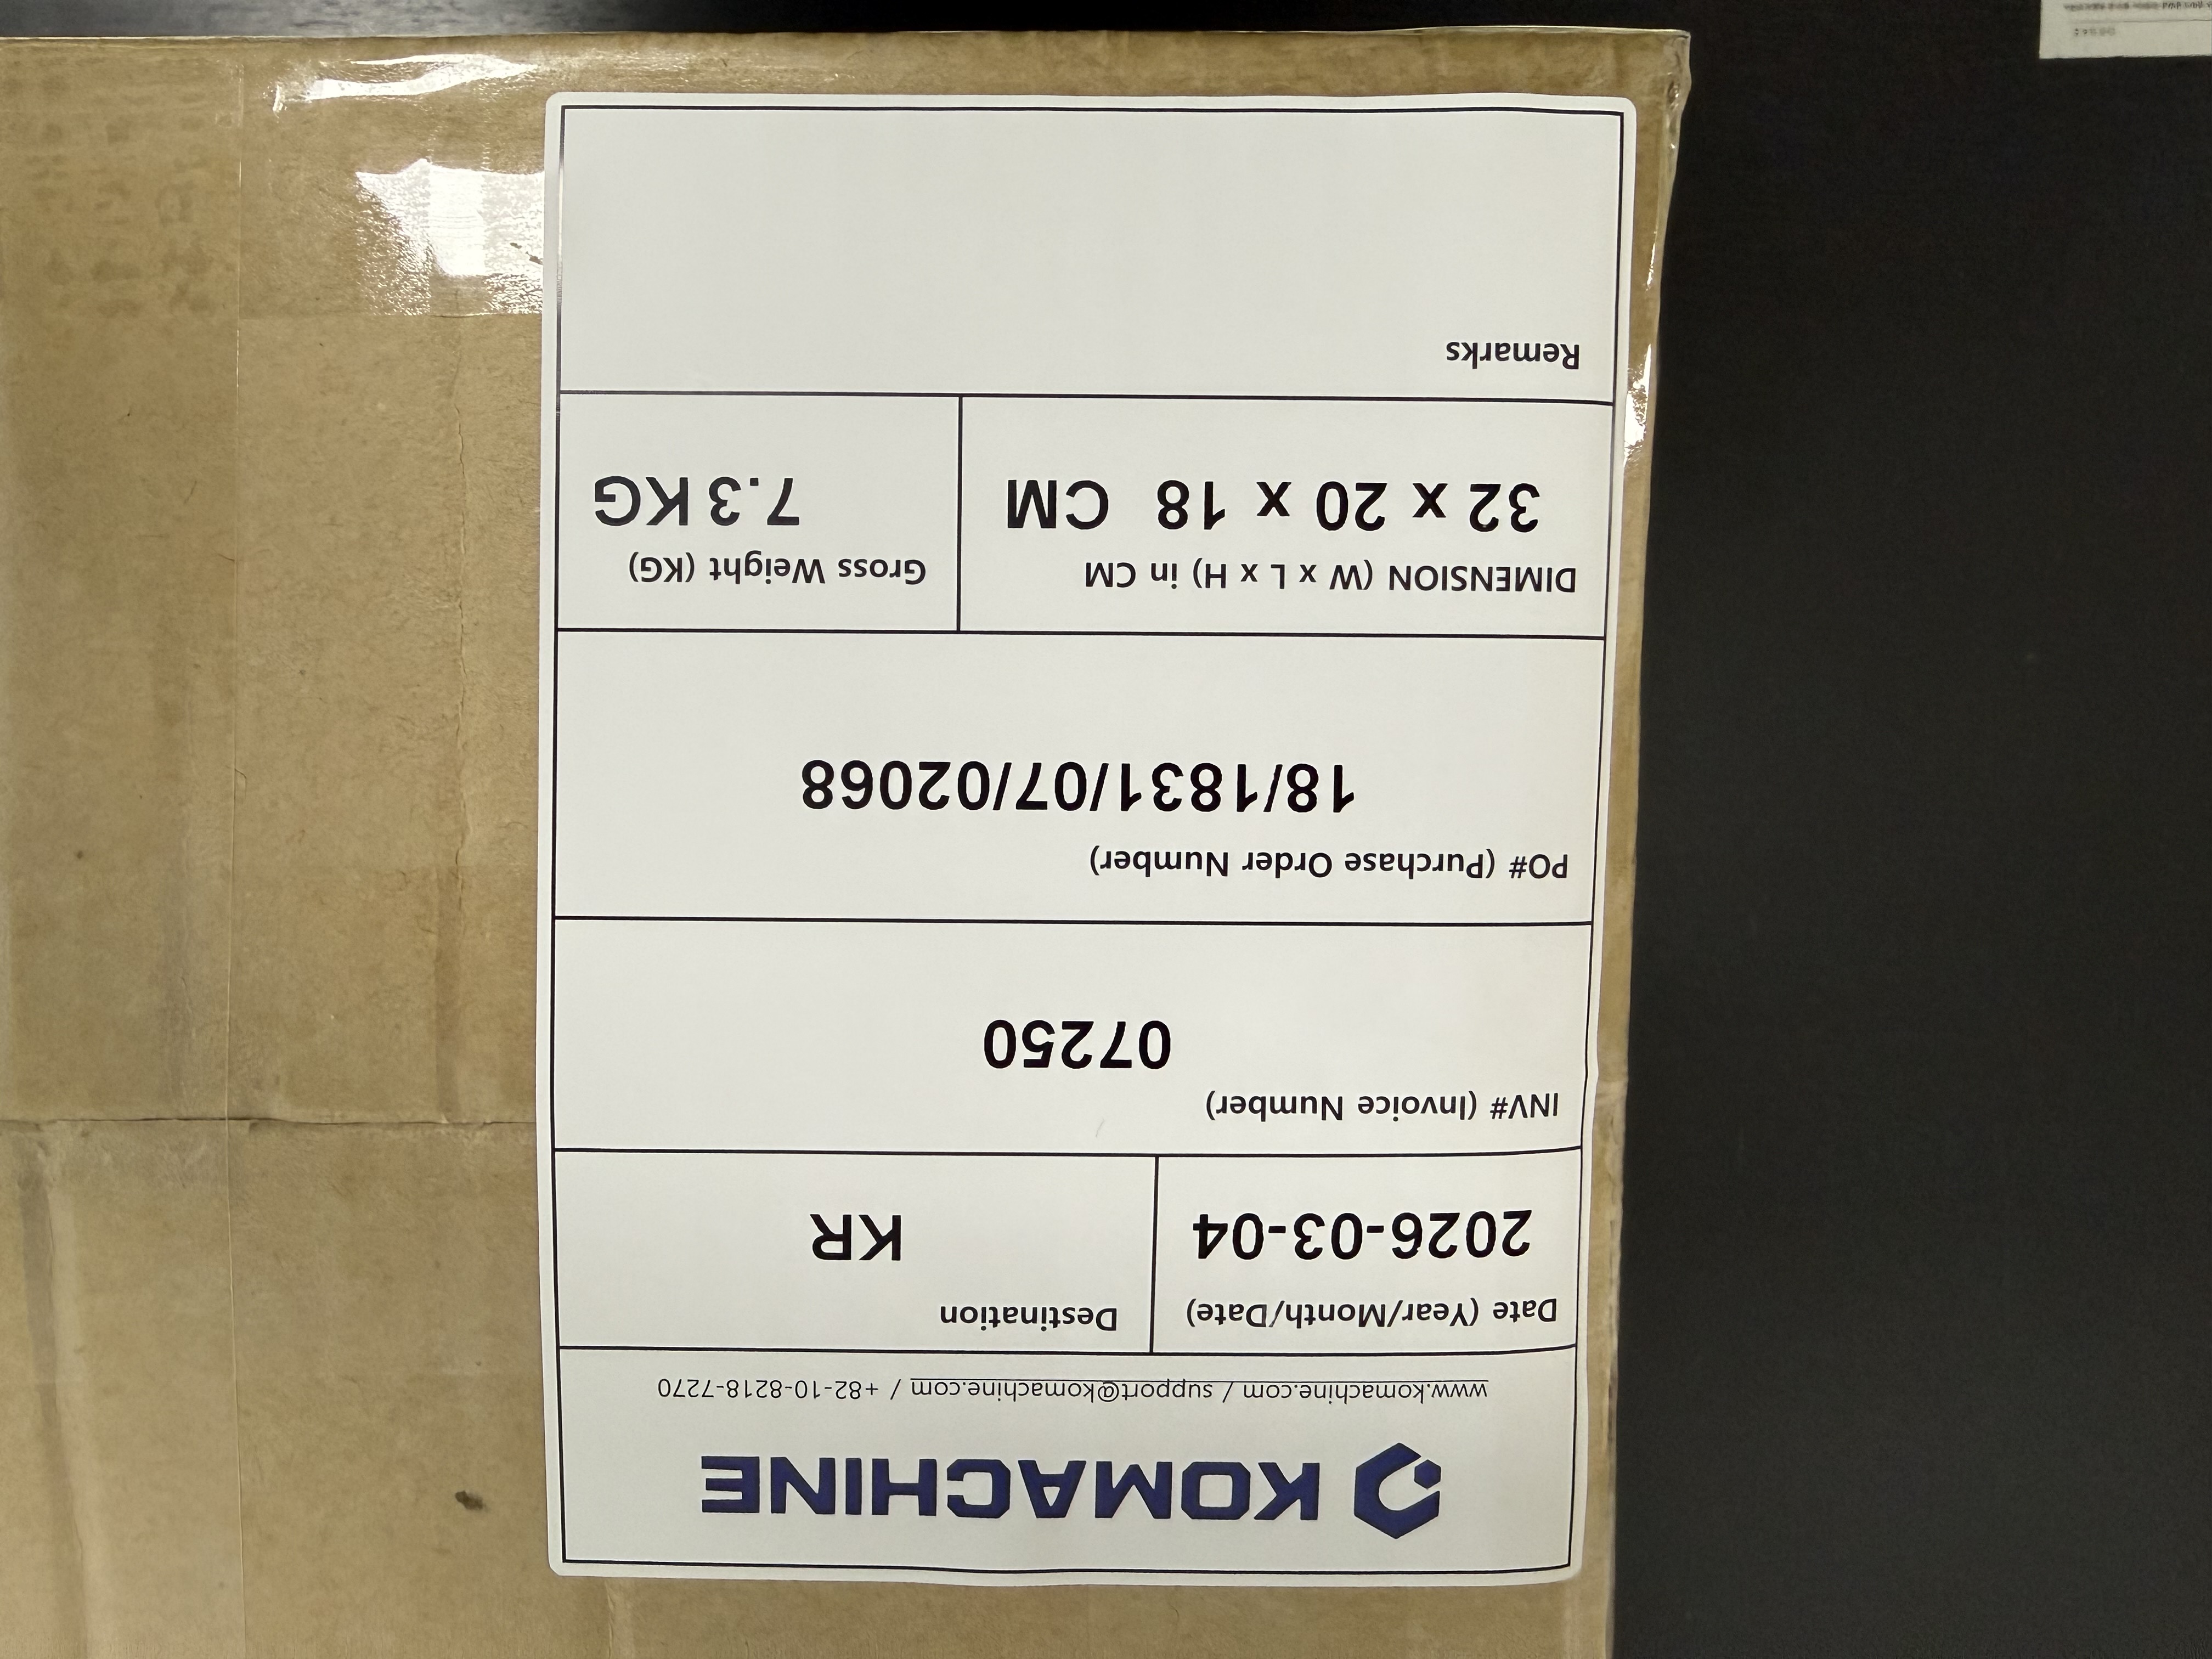 KOMACHINE
www.komachine.com / support@komachine.com / +82-10-8218-7270
Date (Year/Month/Date)
2026-03-04
Destination
KR
INV# (Invoice Number)
07250
PO# (Purchase Order Number)
18/1831/07/02068
DIMENSION (W x L x H) in CM
32 x 20 x 18 CM
Gross Weight (KG)
7.3 KG
Remarks